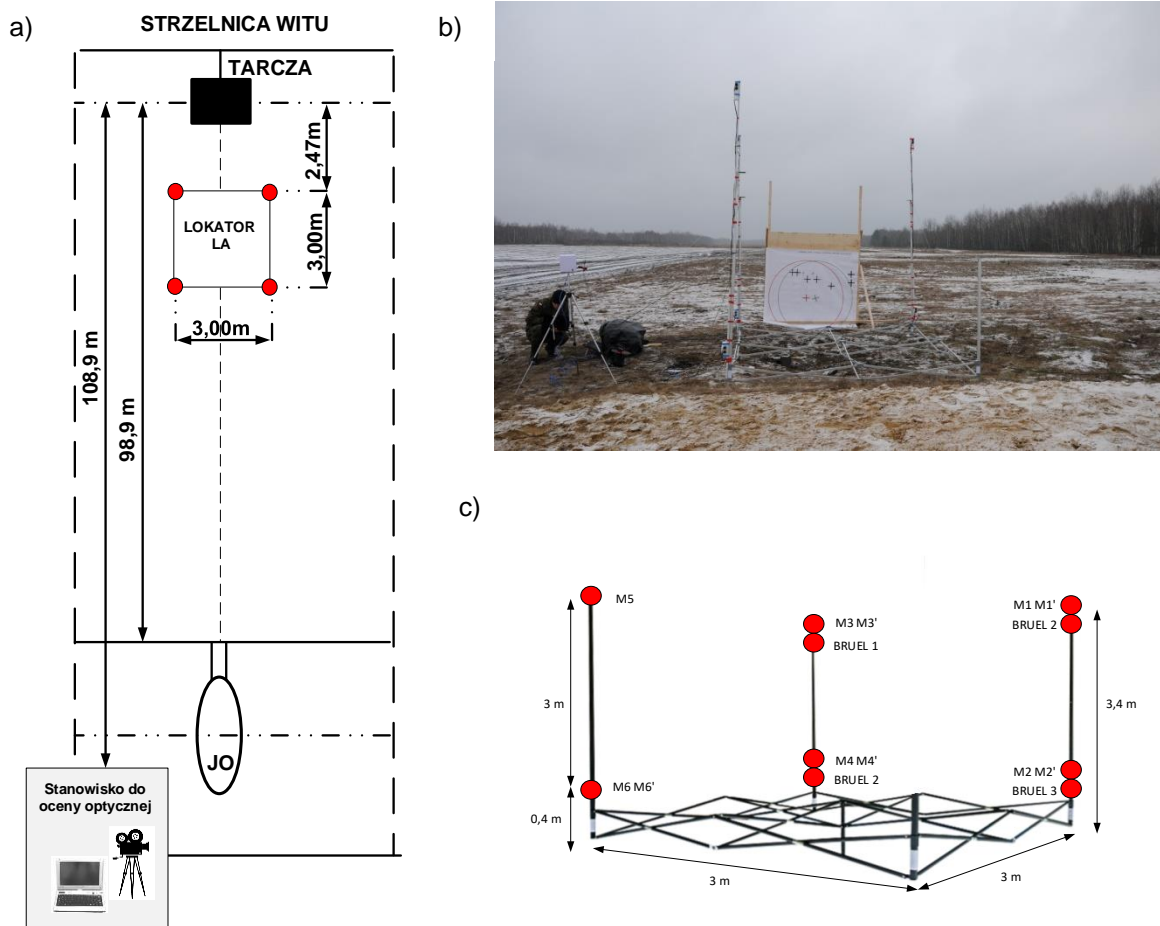 a)
STRZELNICA WITU
TARCZA
2,47m
LOKATOR
LA
3,00m
3,00m
108,9 m
98,9 m
JO
Stanowisko do
oceny optycznej
b)
c)
M5
M3 M3'
BRUEL 1
M1 M1'
BRUEL 2
3 m
3,4 m
M4 M4'
BRUEL 2
M2 M2'
BRUEL 3
M6 M6'
0,4 m
3 m
3 m